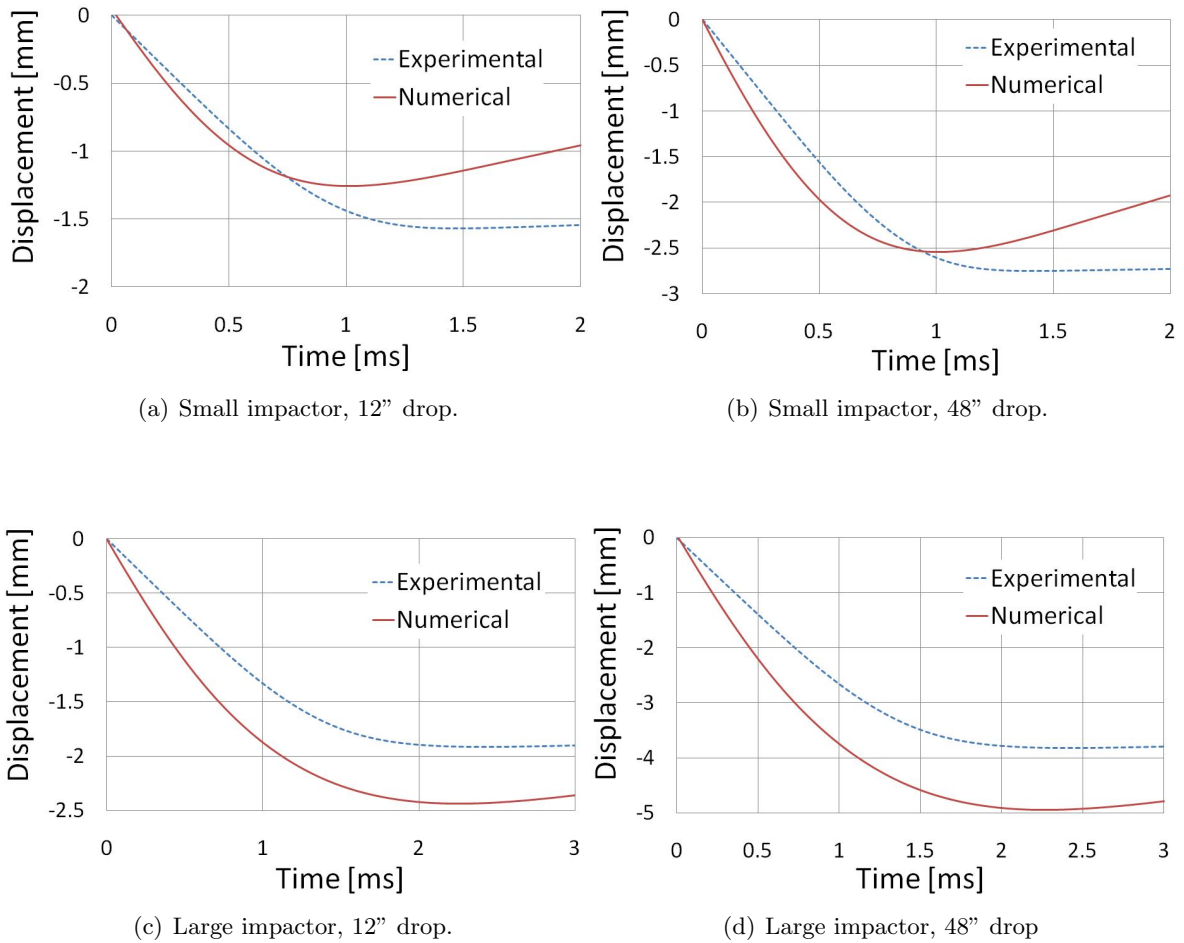 0
-0.5
-1
-1.5
-2
Displacement [mm]
Experimental
Numerical
0 0.5 1 1.5 2
Time [ms]
(a) Small impactor, 12” drop.
0
-0.5
-1
-1.5
-2
-2.5
-3
Displacement [mm]
Experimental
Numerical
0 0.5 1 1.5 2
Time [ms]
(b) Small impactor, 48” drop.
0
-0.5
-1
-1.5
-2
-2.5
Displacement [mm]
Experimental
Numerical
0 1 2 3
Time [ms]
(c) Large impactor, 12” drop.
0
-1
-2
-3
-4
-5
Displacement [mm]
Experimental
Numerical
0 0.5 1 1.5 2 2.5 3
Time [ms]
(d) Large impactor, 48” drop